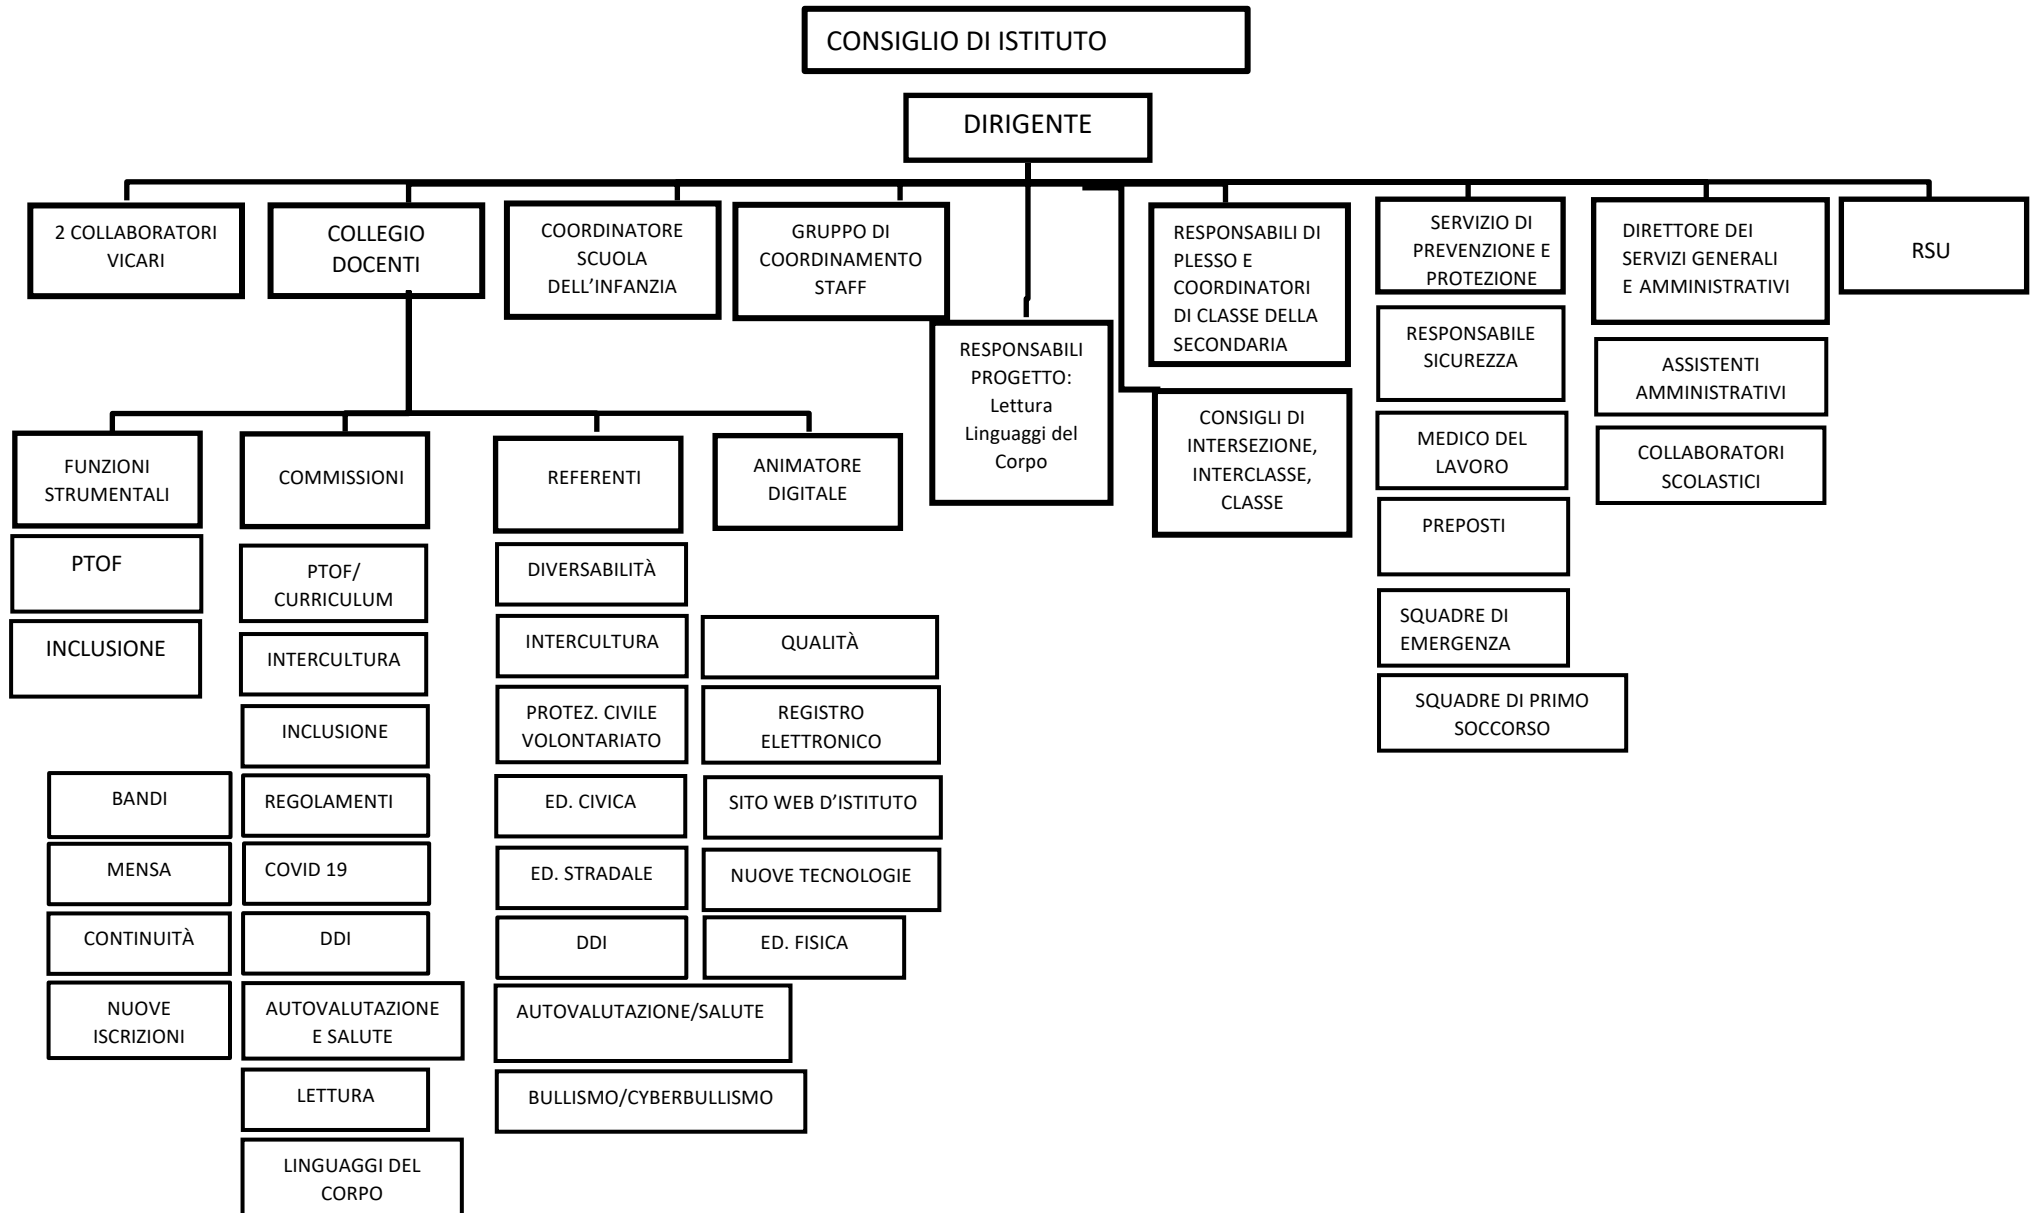 CONSIGLIO DI ISTITUTO
DIRIGENTE
2 COLLABORATORI
VICARI
COLLEGIO
DOCENTI
COORDINATORE
SCUOLA
DELL’INFANZIA
GRUPPO DI
COORDINAMENTO
STAFF
RESPONSABILI
PROGETTO:
Lettura
Linguaggi del
Corpo
RESPONSABILI DI
PLESSO E
COORDINATORI
DI CLASSE DELLA
SECONDARIA
CONSIGLI DI
INTERSEZIONE,
INTERCLASSE,
CLASSE
SERVIZIO DI
PREVENZIONE E
PROTEZIONE
RESPONSABILE
SICUREZZA
MEDICO DEL
LAVORO
PREPOSTI
SQUADRE DI
EMERGENZA
SQUADRE DI PRIMO
SOCCORSO
DIRETTORE DEI
SERVIZI GENERALI
E AMMINISTRATIVI
ASSISTENTI
AMMINISTRATIVI
COLLABORATORI
SCOLASTICI
RSU
FUNZIONI
STRUMENTALI
PTOF
INCLUSIONE
COMMISSIONI
PTOF/
CURRICULUM
INTERCULTURA
INCLUSIONE
REGOLAMENTI
COVID 19
DDI
AUTOVALUTAZIONE
E SALUTE
LETTURA
LINGUAGGI DEL
CORPO
BANDI
MENSA
CONTINUITÀ
NUOVE
ISCRIZIONI
REFERENTI
DIVERSABILITÀ
INTERCULTURA
PROTEZ. CIVILE
VOLONTARIATO
ED. CIVICA
ED. STRADALE
DDI
AUTOVALUTAZIONE/SALUTE
BULLISMO/CYBERBULLISMO
QUALITÀ
REGISTRO
ELETTRONICO
SITO WEB D’ISTITUTO
NUOVE TECNOLOGIE
ED. FISICA
ANIMATORE
DIGITALE